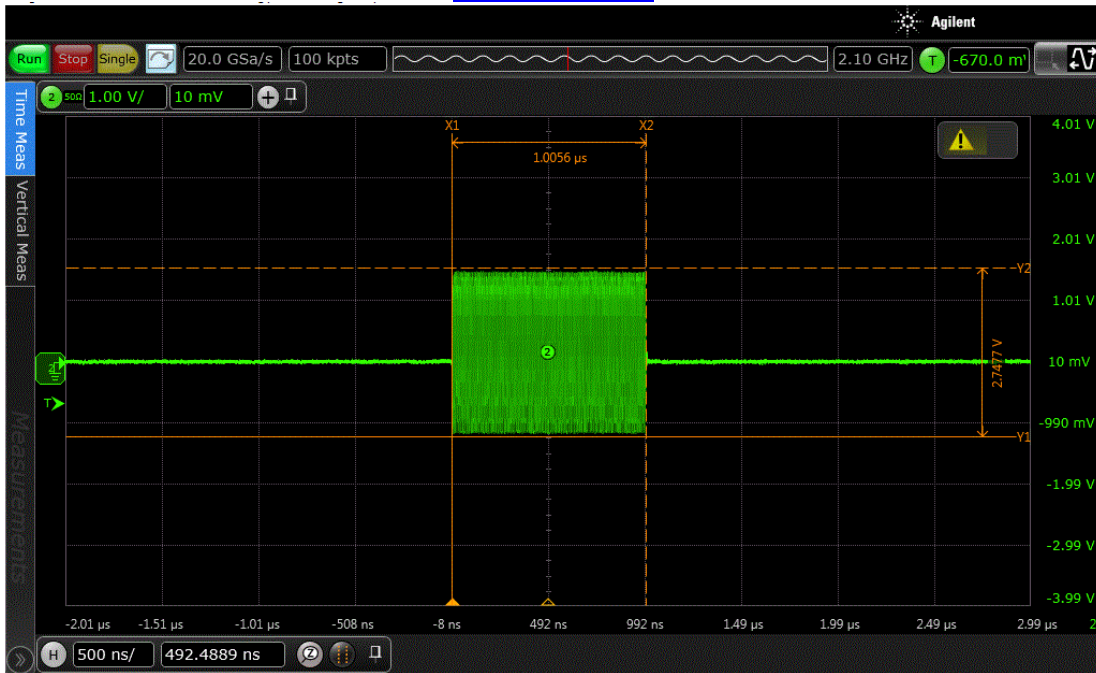 Agilent
Run Stop Single 20.0 GSa/s 100 kpts 2.10 GHz T -670.0 m
2 50Ω 1.00 V/ 10 mV +
Time Meas
Vertical Meas
Measurements
X1 X2
1.0056 µs
4.01 V
3.01 V
2.01 V
Y2
1.01 V
2
2 10 mV
2.7477 V
T
-990 mV
Y1
-1.99 V
-2.99 V
-3.99 V
-2.01 µs -1.51 µs -1.01 µs -508 ns -8 ns 492 ns 992 ns 1.49 µs 1.99 µs 2.49 µs 2.99 µs 2
H 500 ns/ 492.4889 ns Z